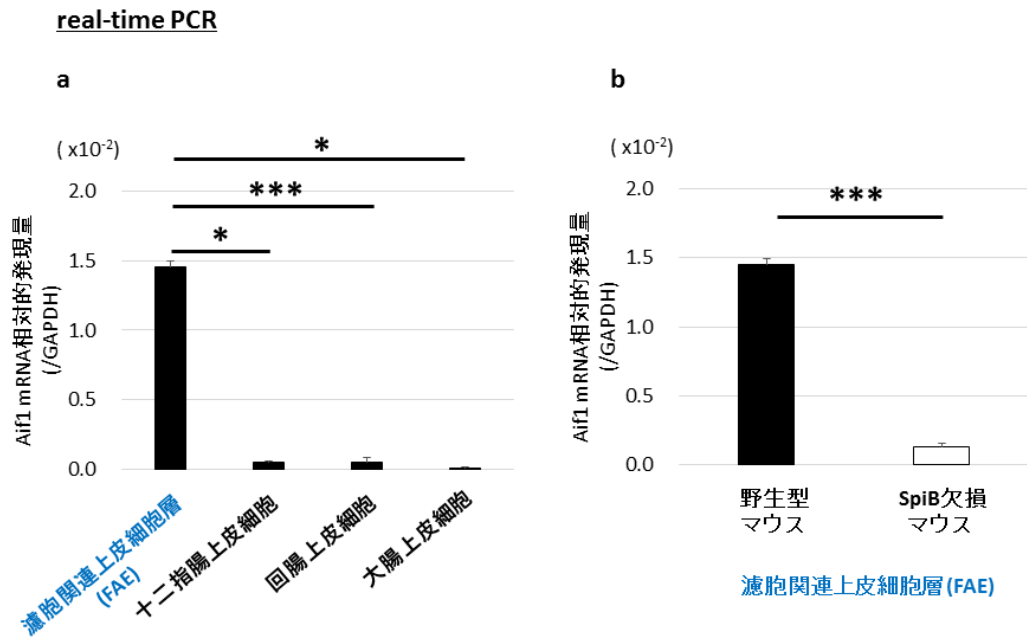 real-time PCR
a
( x10-2)
*
***
*
2.0
1.5
1.0
0.5
0.0
Aif1 mRNA相対的発現量
(/GAPDH)
濾胞関連上皮細胞層
(FAE)
十二指腸上皮細胞
回腸上皮細胞
大腸上皮細胞
b
( x10-2)
***
2.0
1.5
1.0
0.5
0.0
Aif1 mRNA相対的発現量
(/GAPDH)
野生型
マウス
SpiB欠損
マウス
濾胞関連上皮細胞層(FAE)